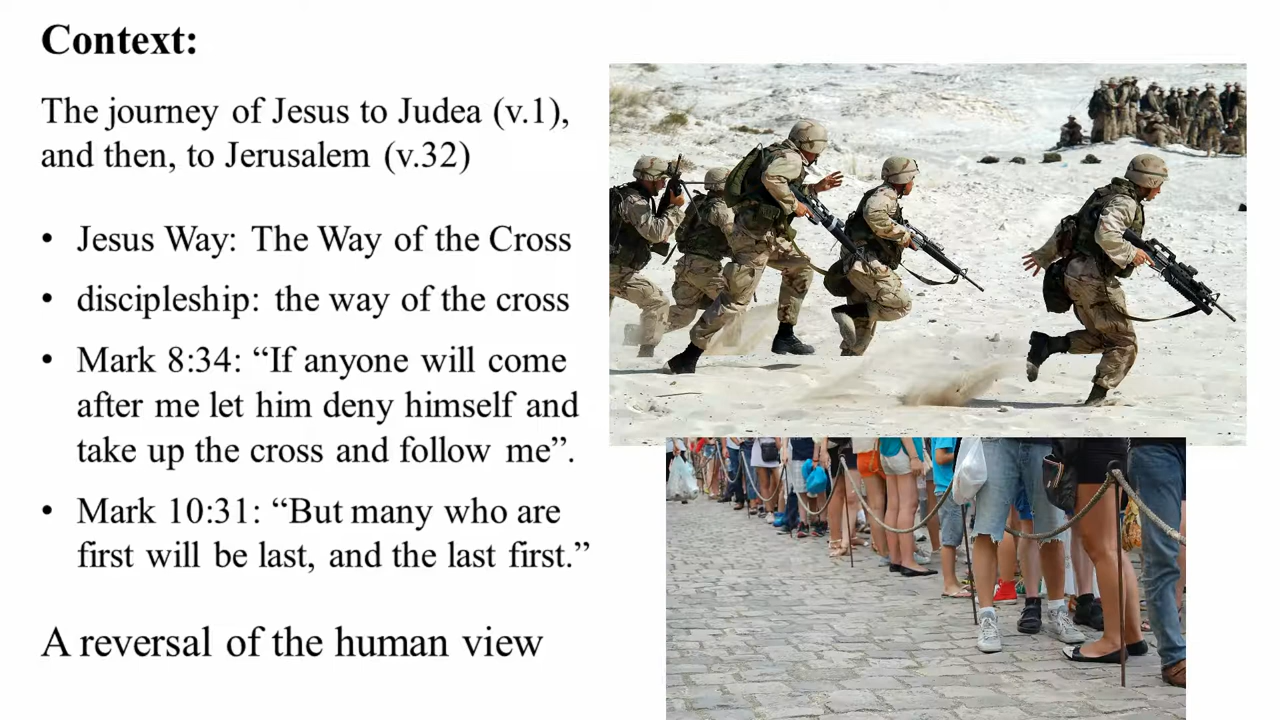 Context:
The journey of Jesus to Judea (v.1),
and then, to Jerusalem (v.32)
• Jesus Way: The Way of the Cross
• discipleship: the way of the cross
• Mark 8:34: “If anyone will come
after me let him deny himself and
take up the cross and follow me”.
• Mark 10:31: “But many who are
first will be last, and the last first.”
A reversal of the human view